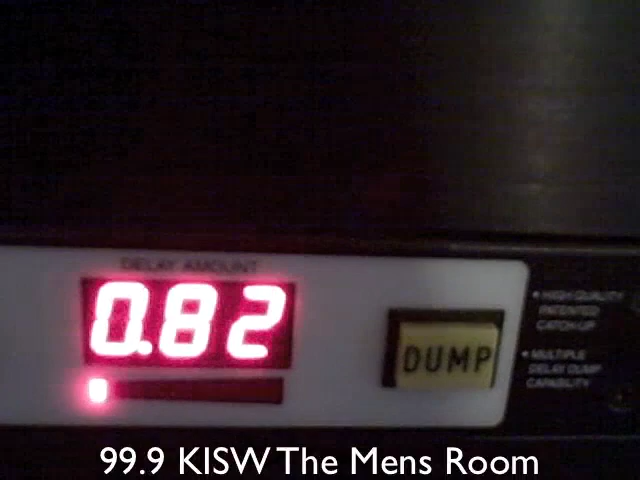 DELAY AMOUNT
0.82
DUMP
• HIGH QUALITY
PATENTED
CATCH-UP
• MULTIPLE
DELAY DUMP
CAPABILITY
99.9 KISW The Mens Room